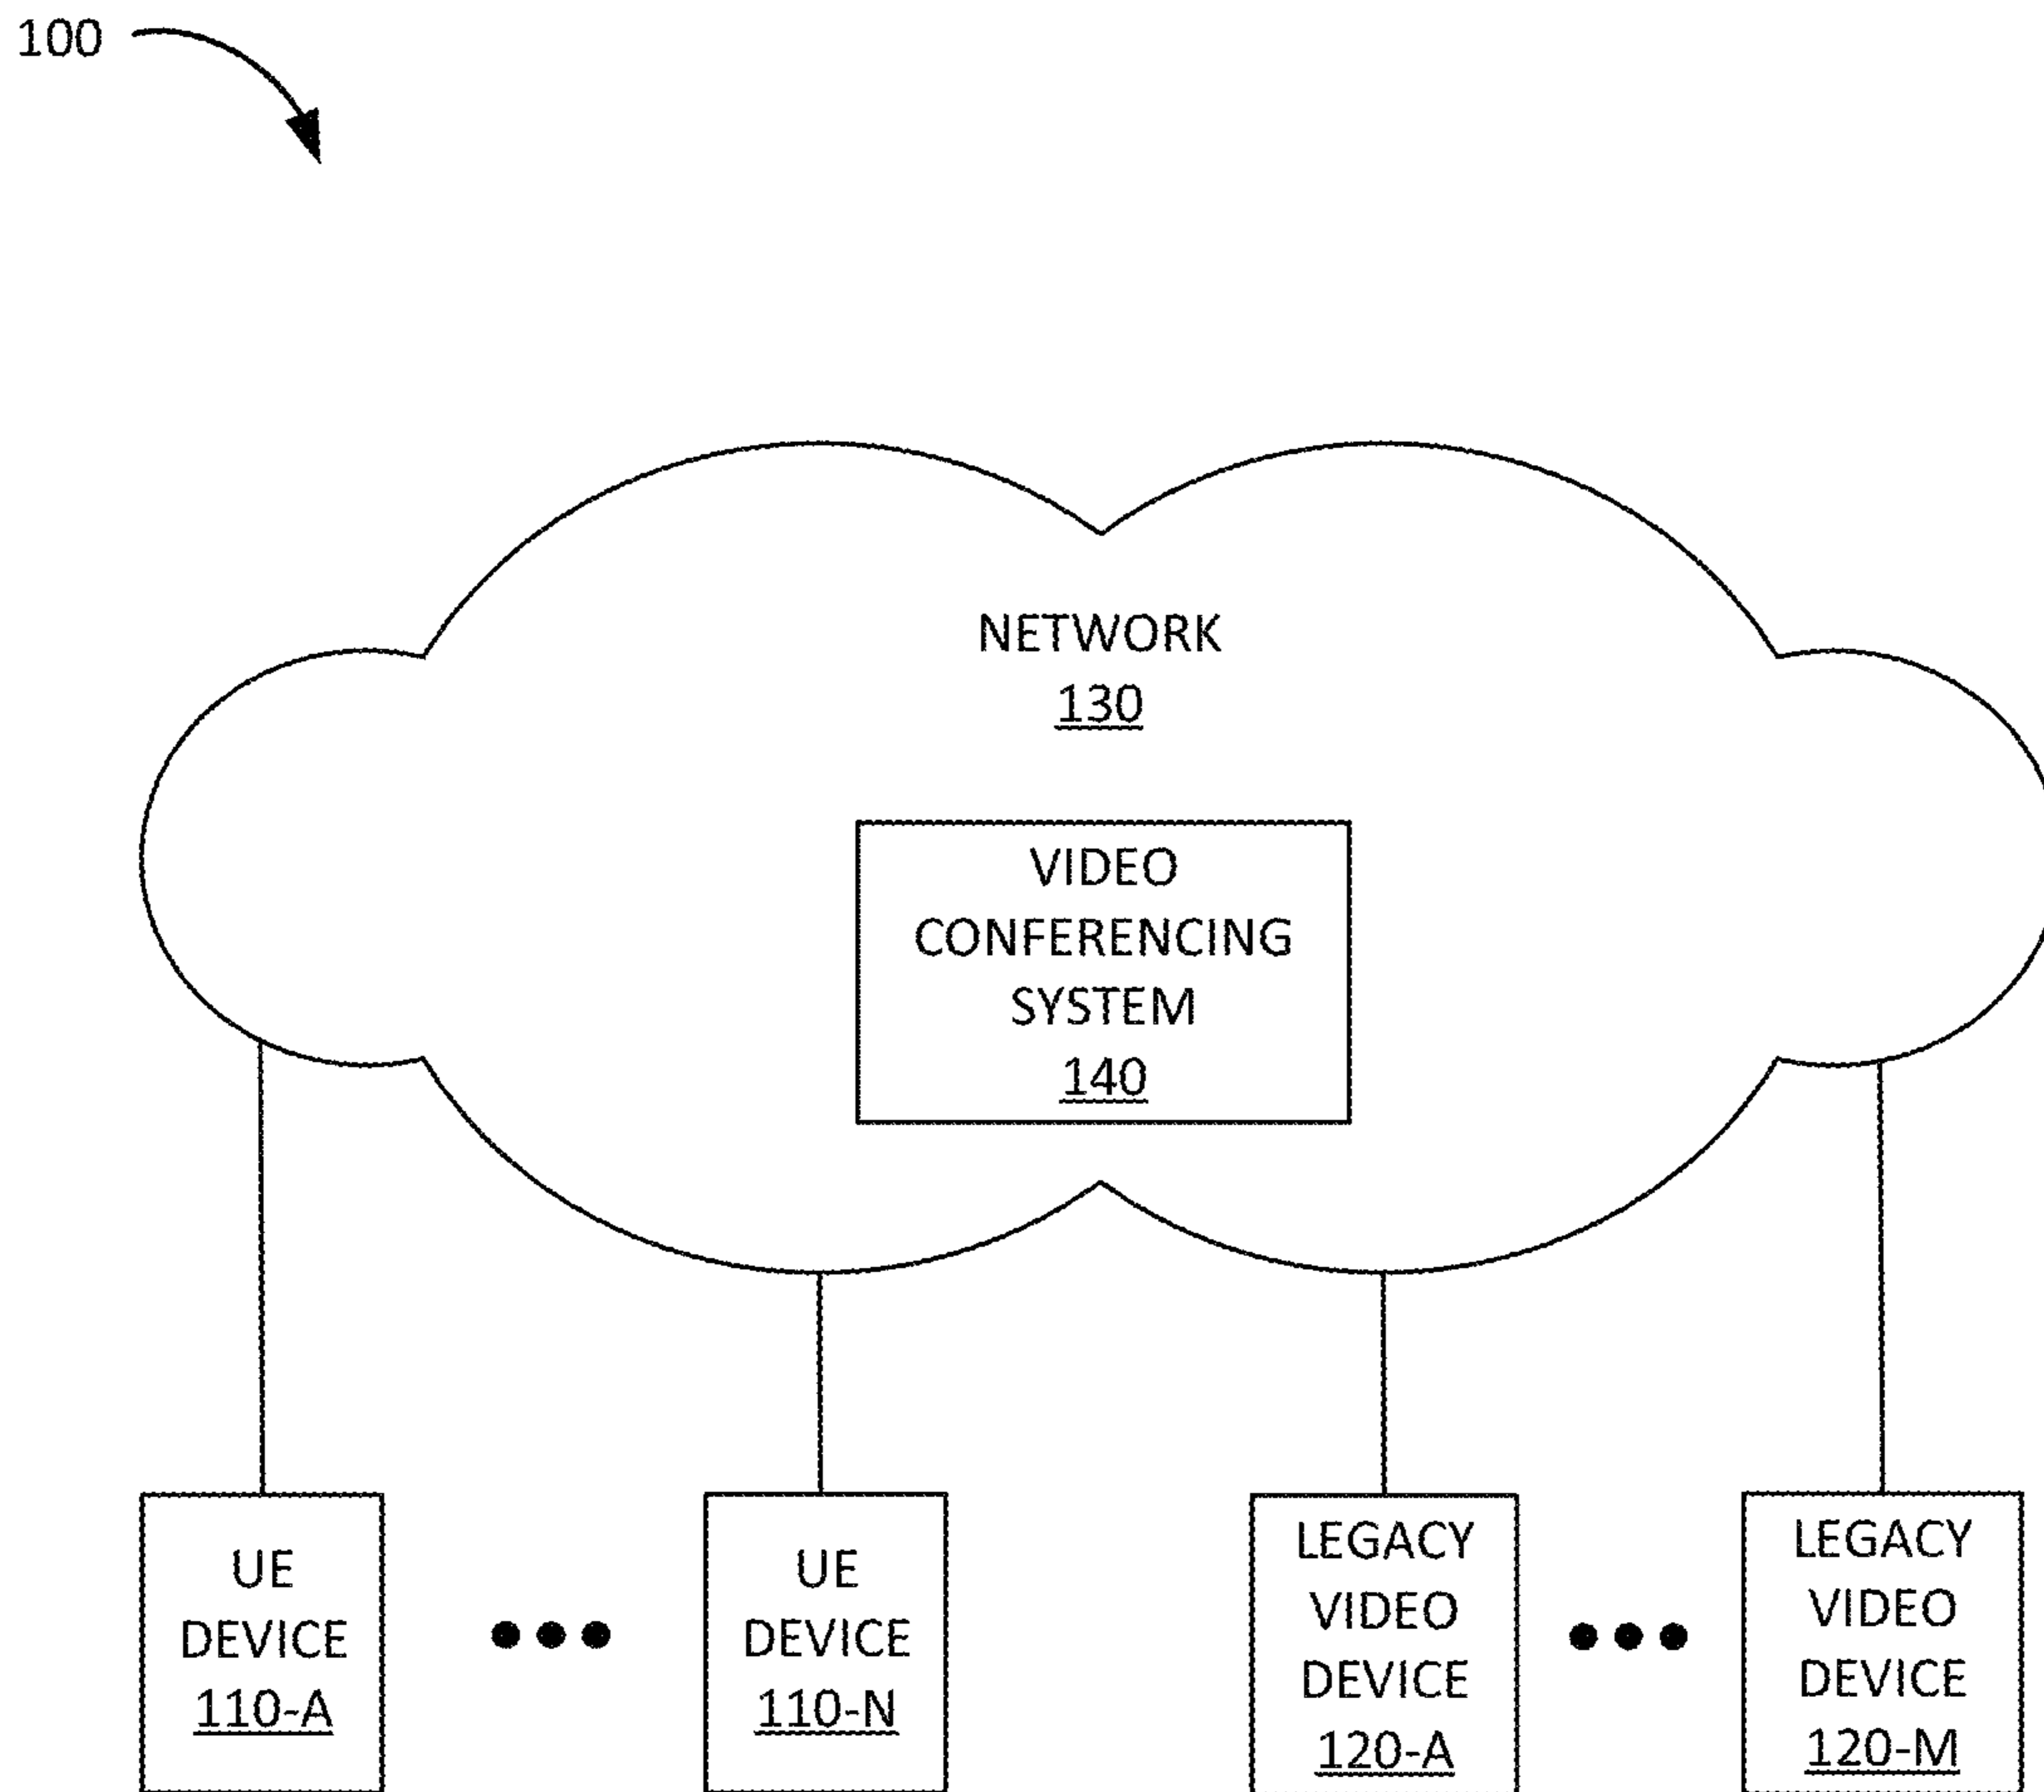 100
NETWORK
130
VIDEO
CONFERENCING
SYSTEM
140
UE
DEVICE
110-A
UE
DEVICE
110-N
LEGACY
VIDEO
DEVICE
120-A
LEGACY
VIDEO
DEVICE
120-M